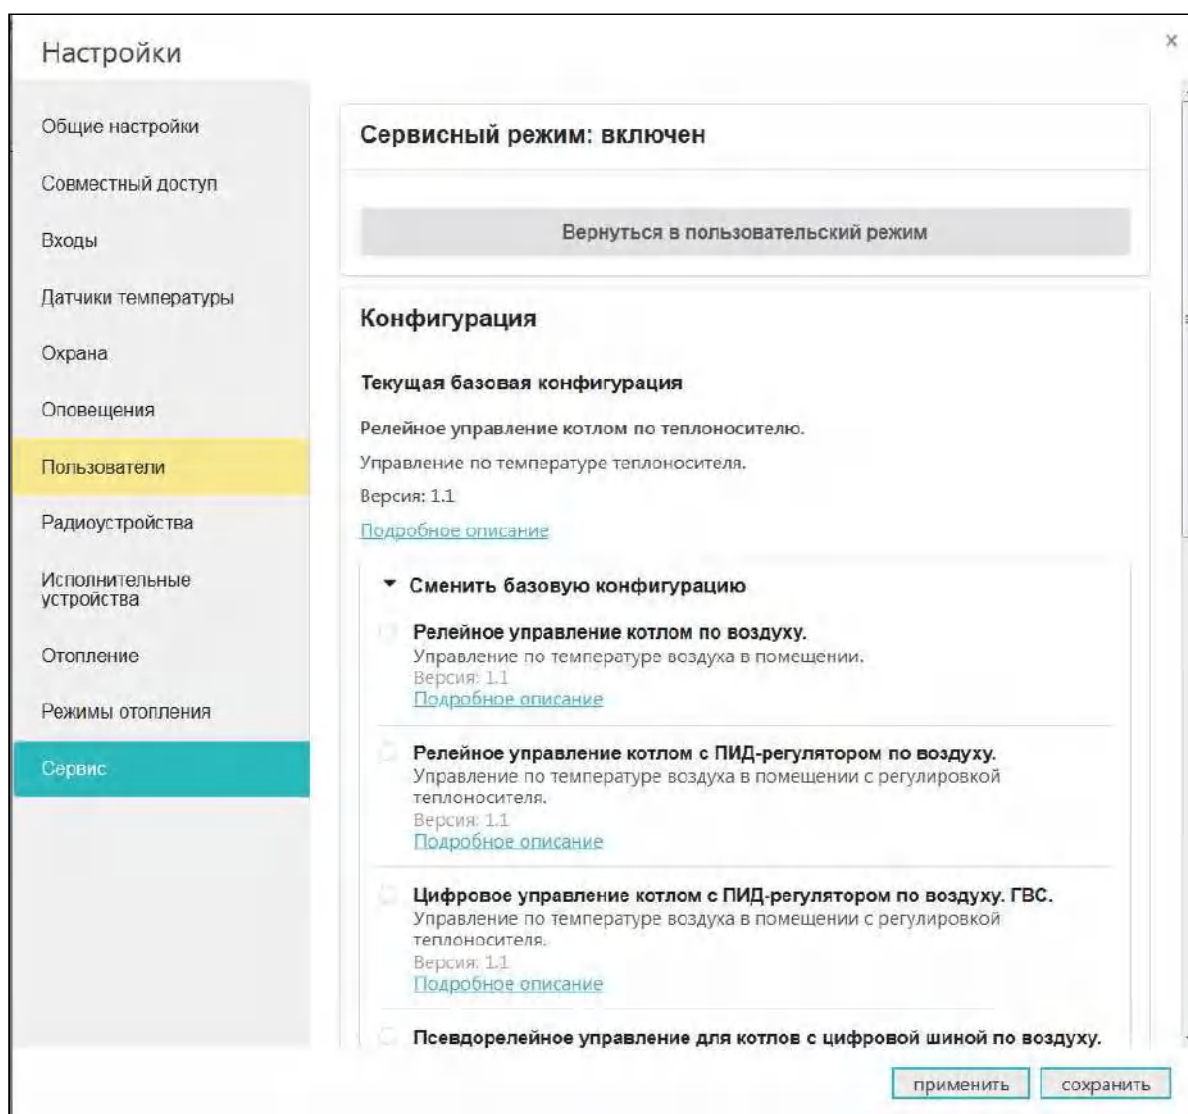 Настройки
×
Общие настройки
Совместный доступ
Входы
Датчики температуры
Охрана
Оповещения
Пользователи
Радиоустройства
Исполнительные
устройства
Отопление
Режимы отопления
Сервис
Сервисный режим: включен
Вернуться в пользовательский режим
Конфигурация
Текущая базовая конфигурация
Релейное управление котлом по теплоносителю.
Управление по температуре теплоносителя.
Версия: 1.1
Подробное описание
Сменить базовую конфигурацию
Релейное управление котлом по воздуху.
Управление по температуре воздуха в помещении.
Версия: 1.1
Подробное описание
Релейное управление котлом с ПИД-регулятором по воздуху.
Управление по температуре воздуха в помещении с регулировкой
теплоносителя.
Версия: 1.1
Подробное описание
Цифровое управление котлом с ПИД-регулятором по воздуху. ГВС.
Управление по температуре воздуха в помещении с регулировкой
теплоносителя.
Версия: 1.1
Подробное описание
Псевдорелейное управление для котлов с цифровой шиной по воздуху.
применить
сохранить